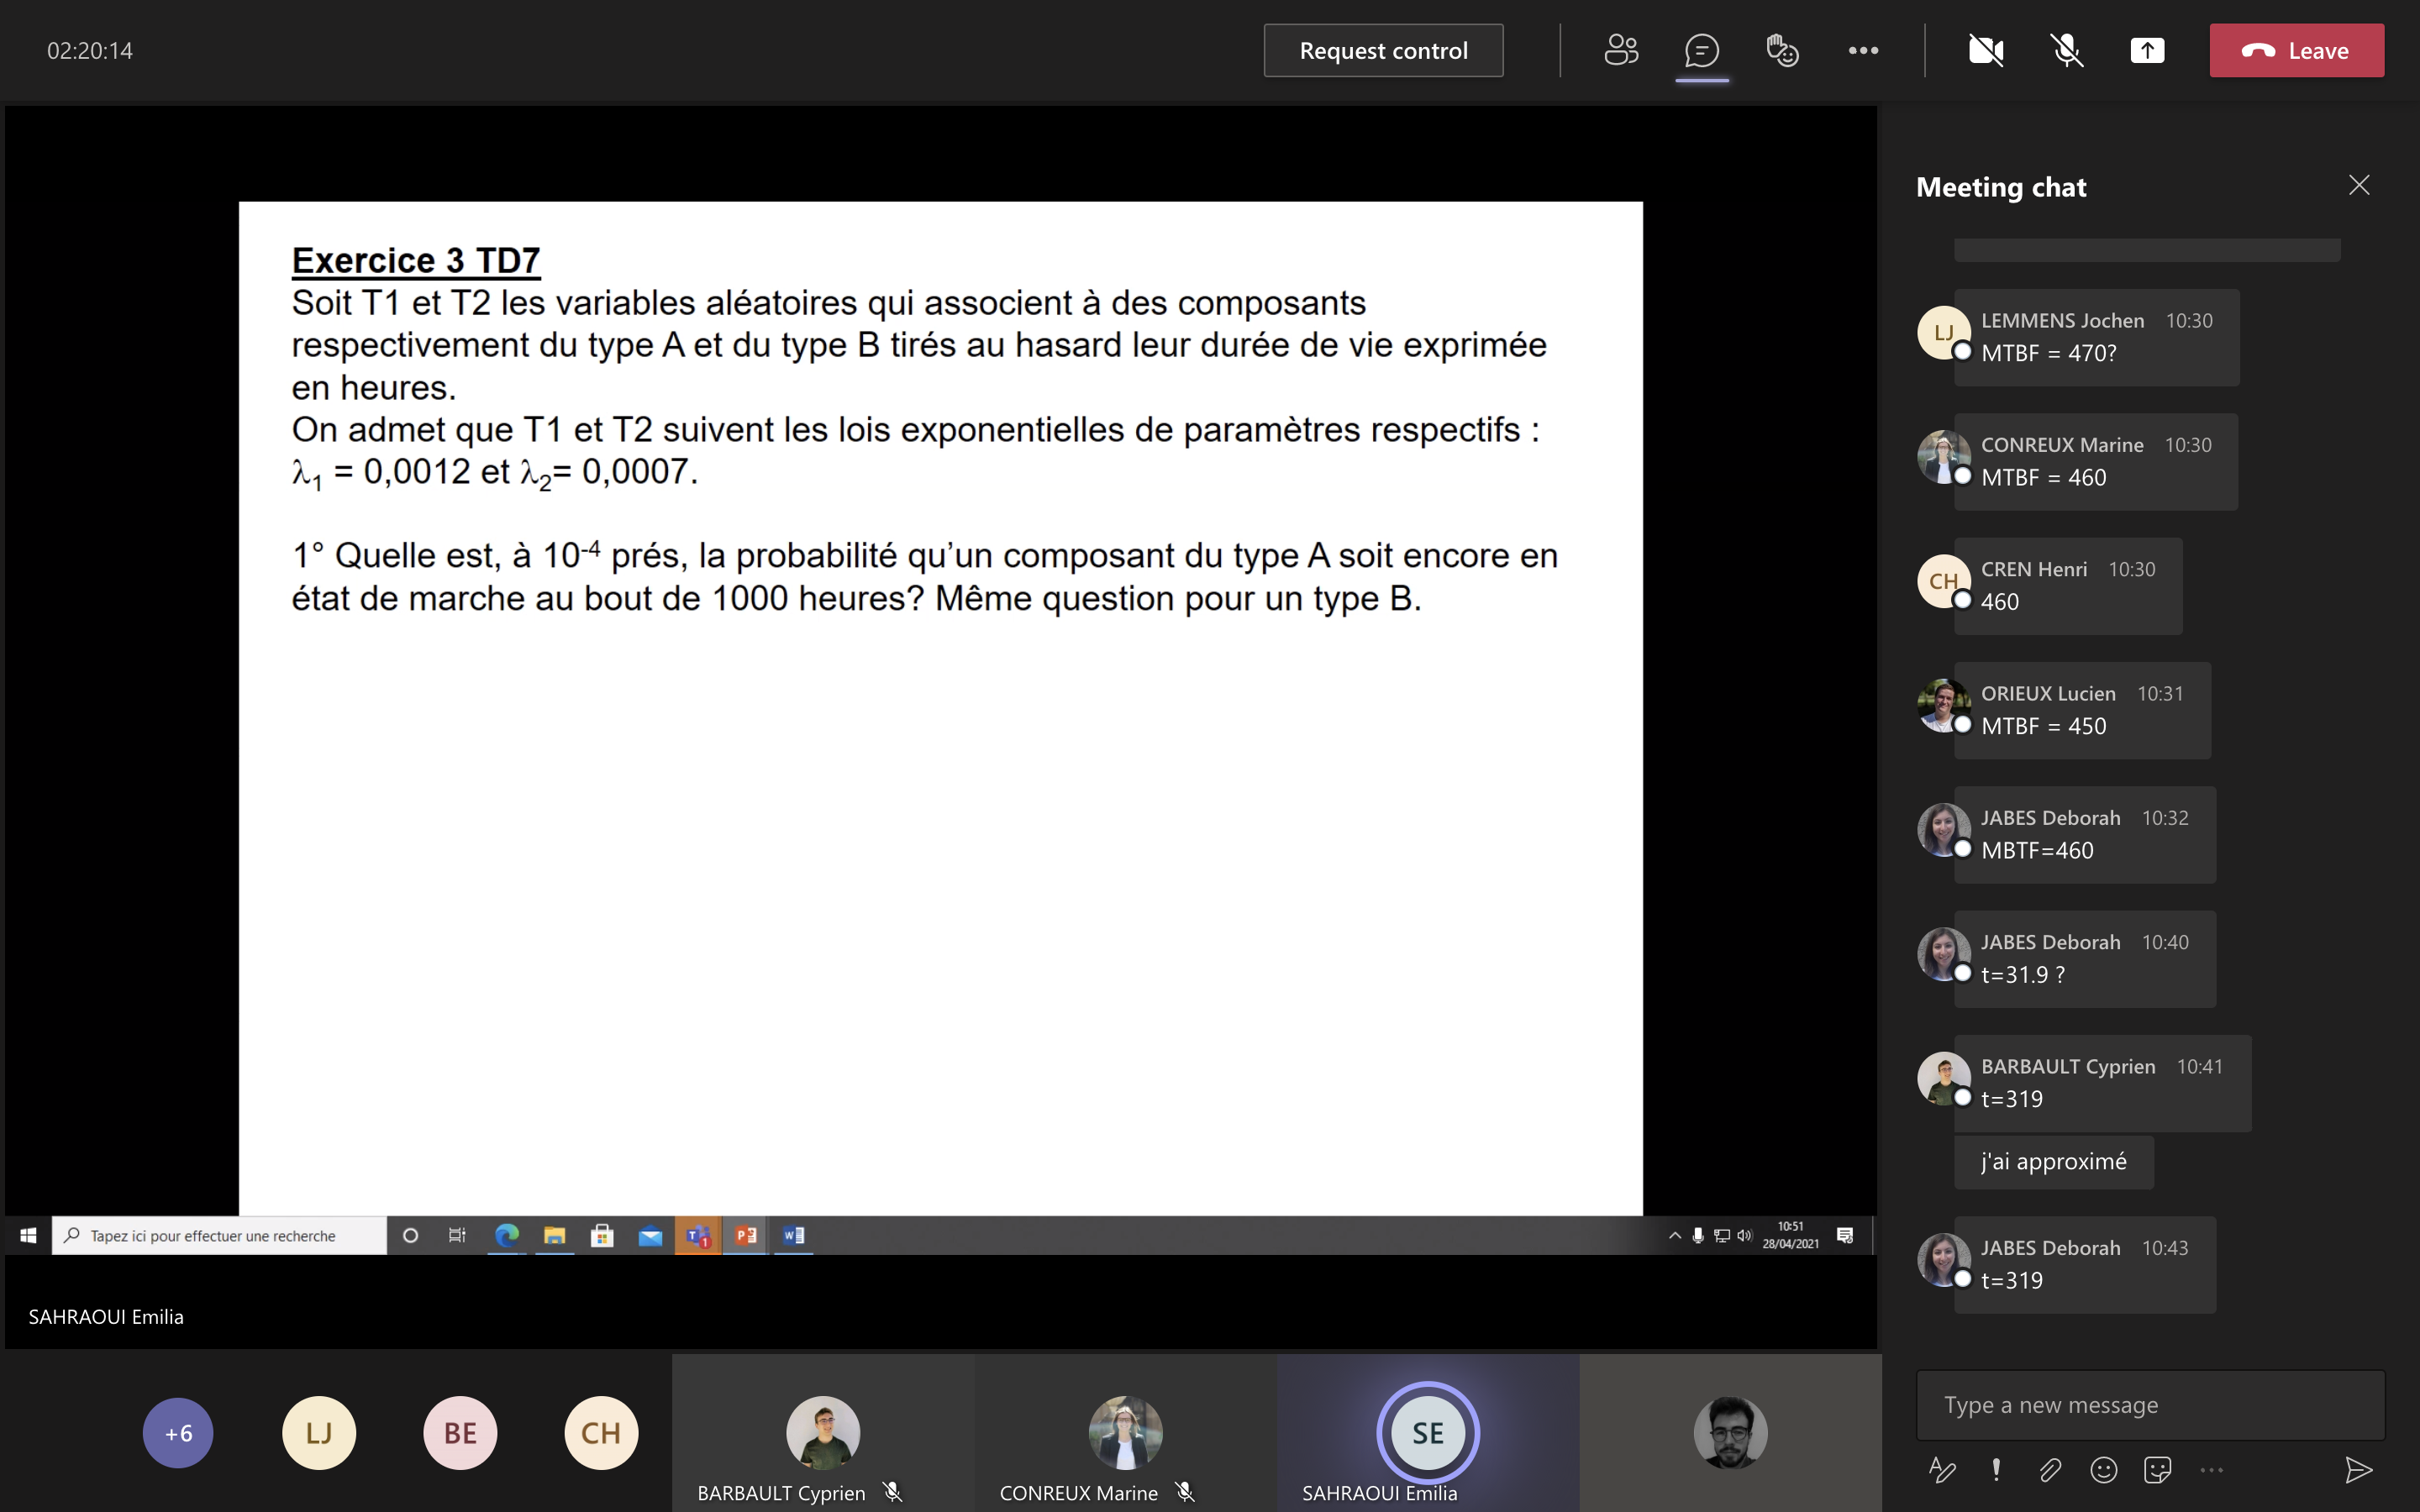 02:20:14
Request control
Leave
Exercice 3 TD7
Soit T1 et T2 les variables aléatoires qui associent à des composants
respectivement du type A et du type B tirés au hasard leur durée de vie exprimée
en heures.
On admet que T1 et T2 suivent les lois exponentielles de paramètres respectifs :
λ1 = 0,0012 et λ2= 0,0007.
1° Quelle est, à 10-4 prés, la probabilité qu’un composant du type A soit encore en
état de marche au bout de 1000 heures? Même question pour un type B.
Tapez ici pour effectuer une recherche
10:51
28/04/2021
SAHRAOUI Emilia
+6
LJ
BE
CH
BARBAULT Cyprien
CONREUX Marine
SE
SAHRAOUI Emilia
Meeting chat
LJ
LEMMENS Jochen 10:30
MTBF = 470?
CONREUX Marine 10:30
MTBF = 460
CH
CREN Henri 10:30
460
ORIEUX Lucien 10:31
MTBF = 450
JABES Deborah 10:32
MBTF=460
JABES Deborah 10:40
t=31.9 ?
BARBAULT Cyprien 10:41
t=319
j'ai approximé
JABES Deborah 10:43
t=319
Type a new message